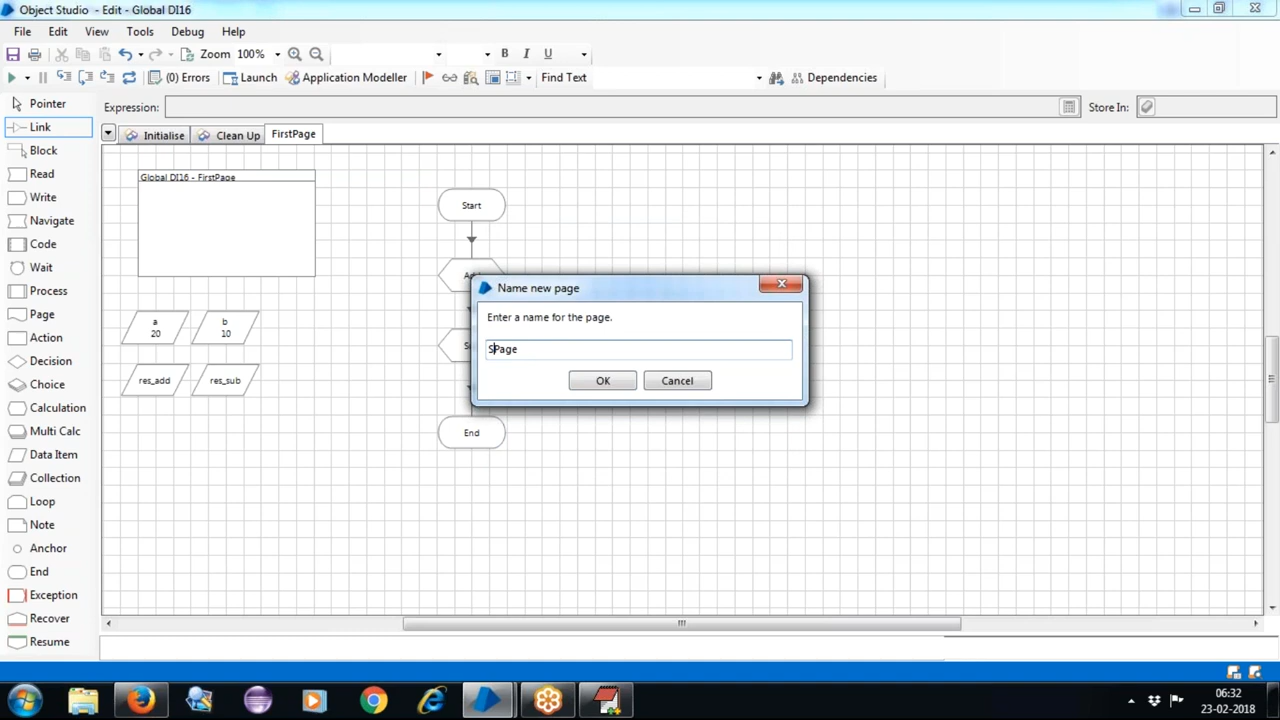 Object Studio - Edit - Global DI16
File Edit View Tools Debug Help
Zoom 100% B I U
(0) Errors Launch Application Modeller Find Text Dependencies
Pointer
Link
Block
Read
Write
Navigate
Code
Wait
Process
Page
Action
Decision
Choice
Calculation
Multi Calc
Data Item
Collection
Loop
Note
Anchor
End
Exception
Recover
Resume
Expression: Store In:
Initialise Clean Up FirstPage
Global DI16 - FirstPage
a
20
b
10
res_add res_sub
Start
End
Name new page
Enter a name for the page.
SPage
OK Cancel
06:32
23-02-2018